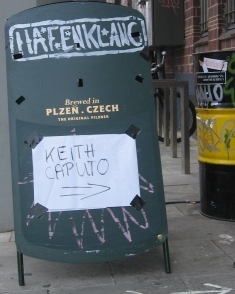 HAFENKLANG
Brewed in
PLZEŇ . CZECH
THE ORIGINAL PILSNER
KEITH
CAPUTO